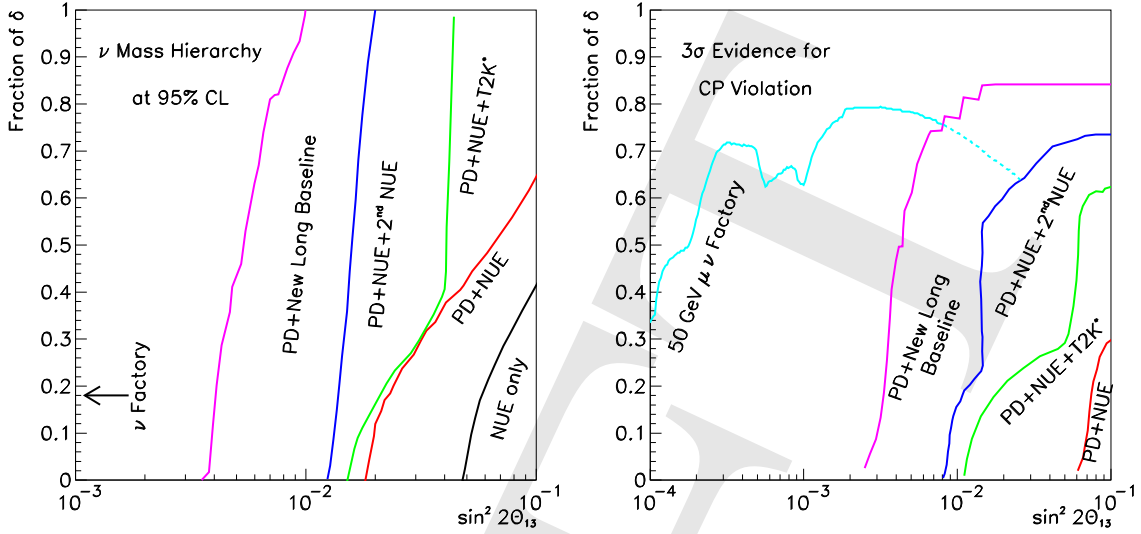 Fraction of δ
1
0.9
0.8
0.7
0.6
0.5
0.4
0.3
0.2
0.1
0
ν Mass Hierarchy
at 95% CL
ν Factory
PD+New Long Baseline
PD+NUE+2nd NUE
PD+NUE+T2K*
PD+NUE
NUE only
10-3
10-2
10-1
sin2 2Θ13
Fraction of δ
1
0.9
0.8
0.7
0.6
0.5
0.4
0.3
0.2
0.1
0
3σ Evidence for
CP Violation
50 GeV μ ν Factory
PD+New Long
Baseline
PD+NUE+2ndNUE
PD+NUE+T2K*
PD+NUE
10-4
10-3
10-2
10-1
sin2 2Θ13